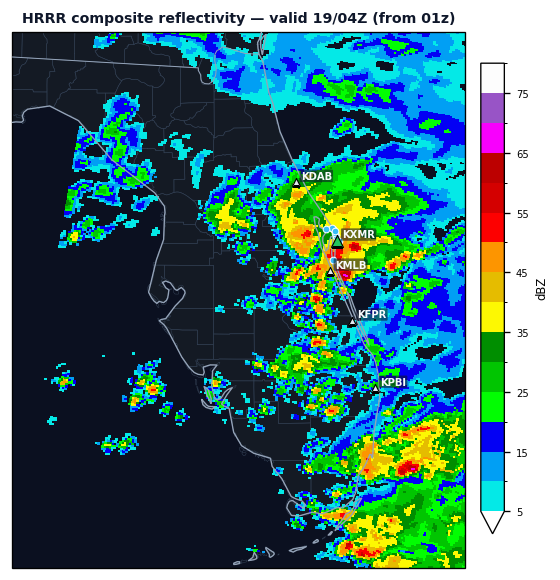 HRRR composite reflectivity — valid 19/04Z (from 01z)
KDAB
KXMR
KMLB
KFPR
KPBI
75
65
55
45
35
25
15
5
dBZ